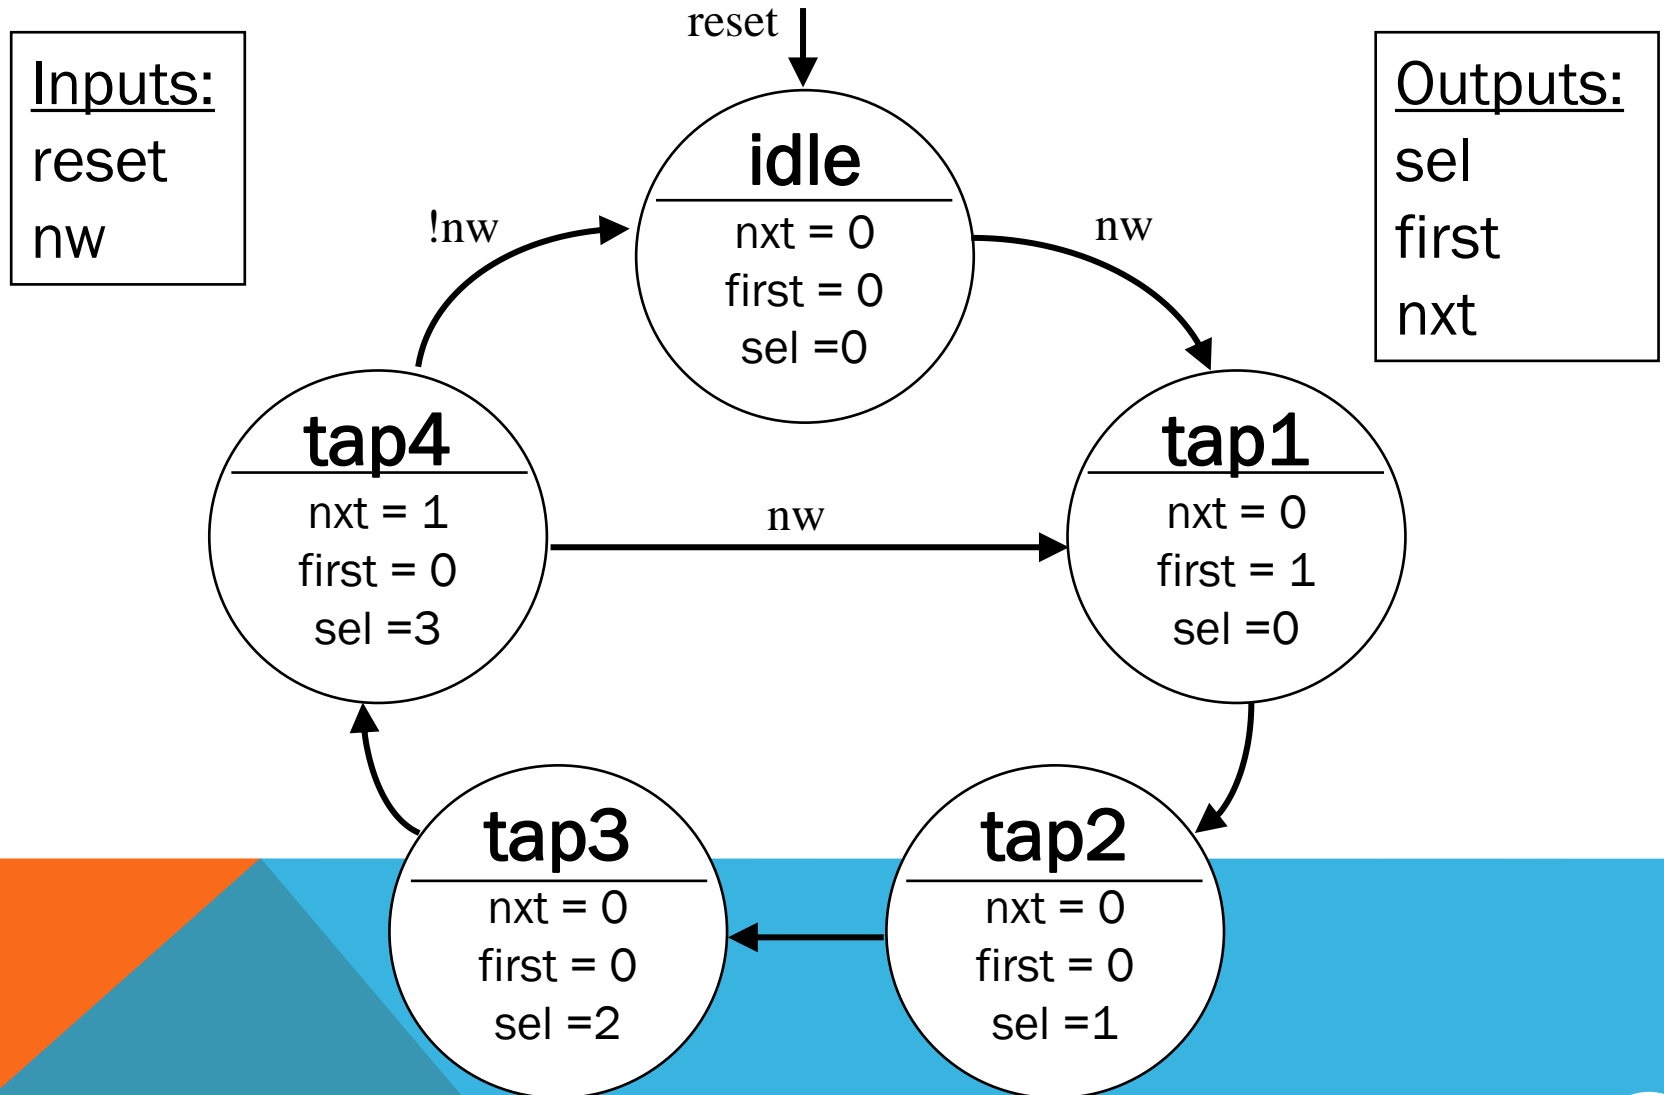 reset
Inputs:
reset
nw
Outputs:
sel
first
nxt
idle
nxt = 0
first = 0
sel =0
!nw
nw
tap4
nxt = 1
first = 0
sel =3
nw
tap1
nxt = 0
first = 1
sel =0
tap3
nxt = 0
first = 0
sel =2
tap2
nxt = 0
first = 0
sel =1